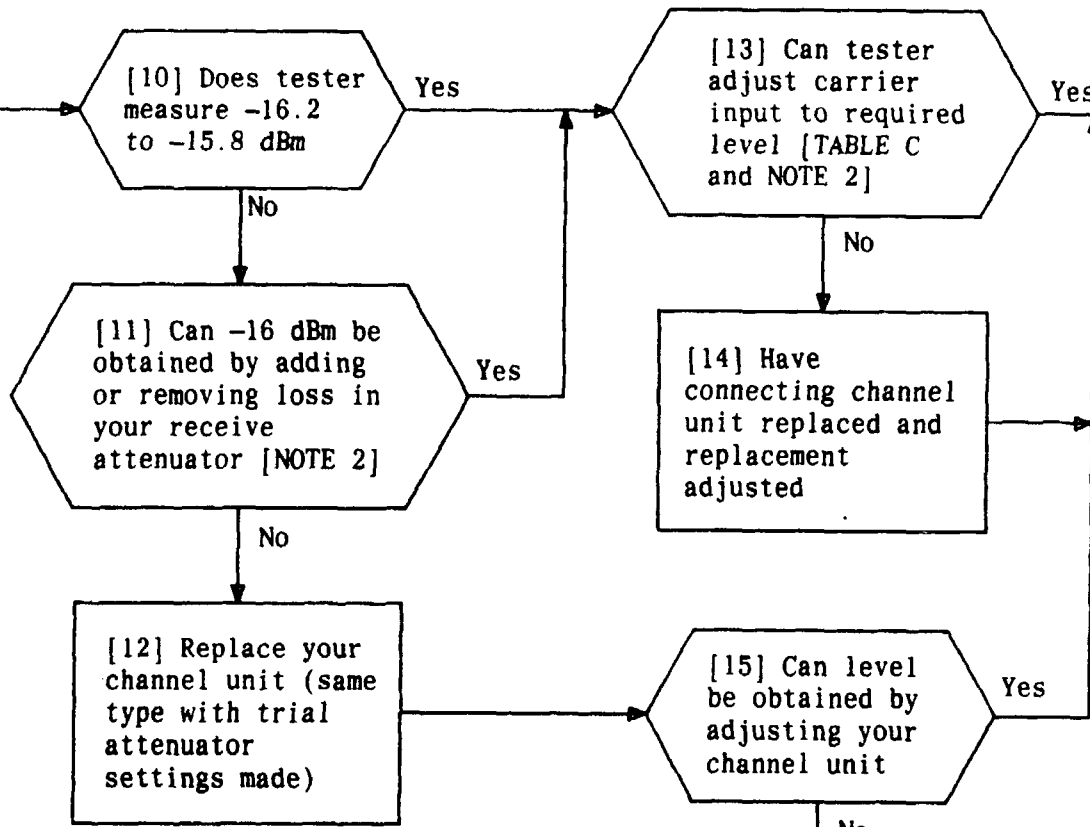 [10] Does tester
measure -16.2
to -15.8 dBm
Yes
No
[13] Can tester
adjust carrier
input to required
level [TABLE C
and NOTE 2]
Yes
No
[11] Can -16 dBm be
obtained by adding
or removing loss in
your receive
attenuator [NOTE 2]
Yes
No
[14] Have
connecting channel
unit replaced and
replacement
adjusted
[12] Replace your
channel unit (same
type with trial
attenuator
settings made)
[15] Can level
be obtained by
adjusting your
channel unit
Yes
No